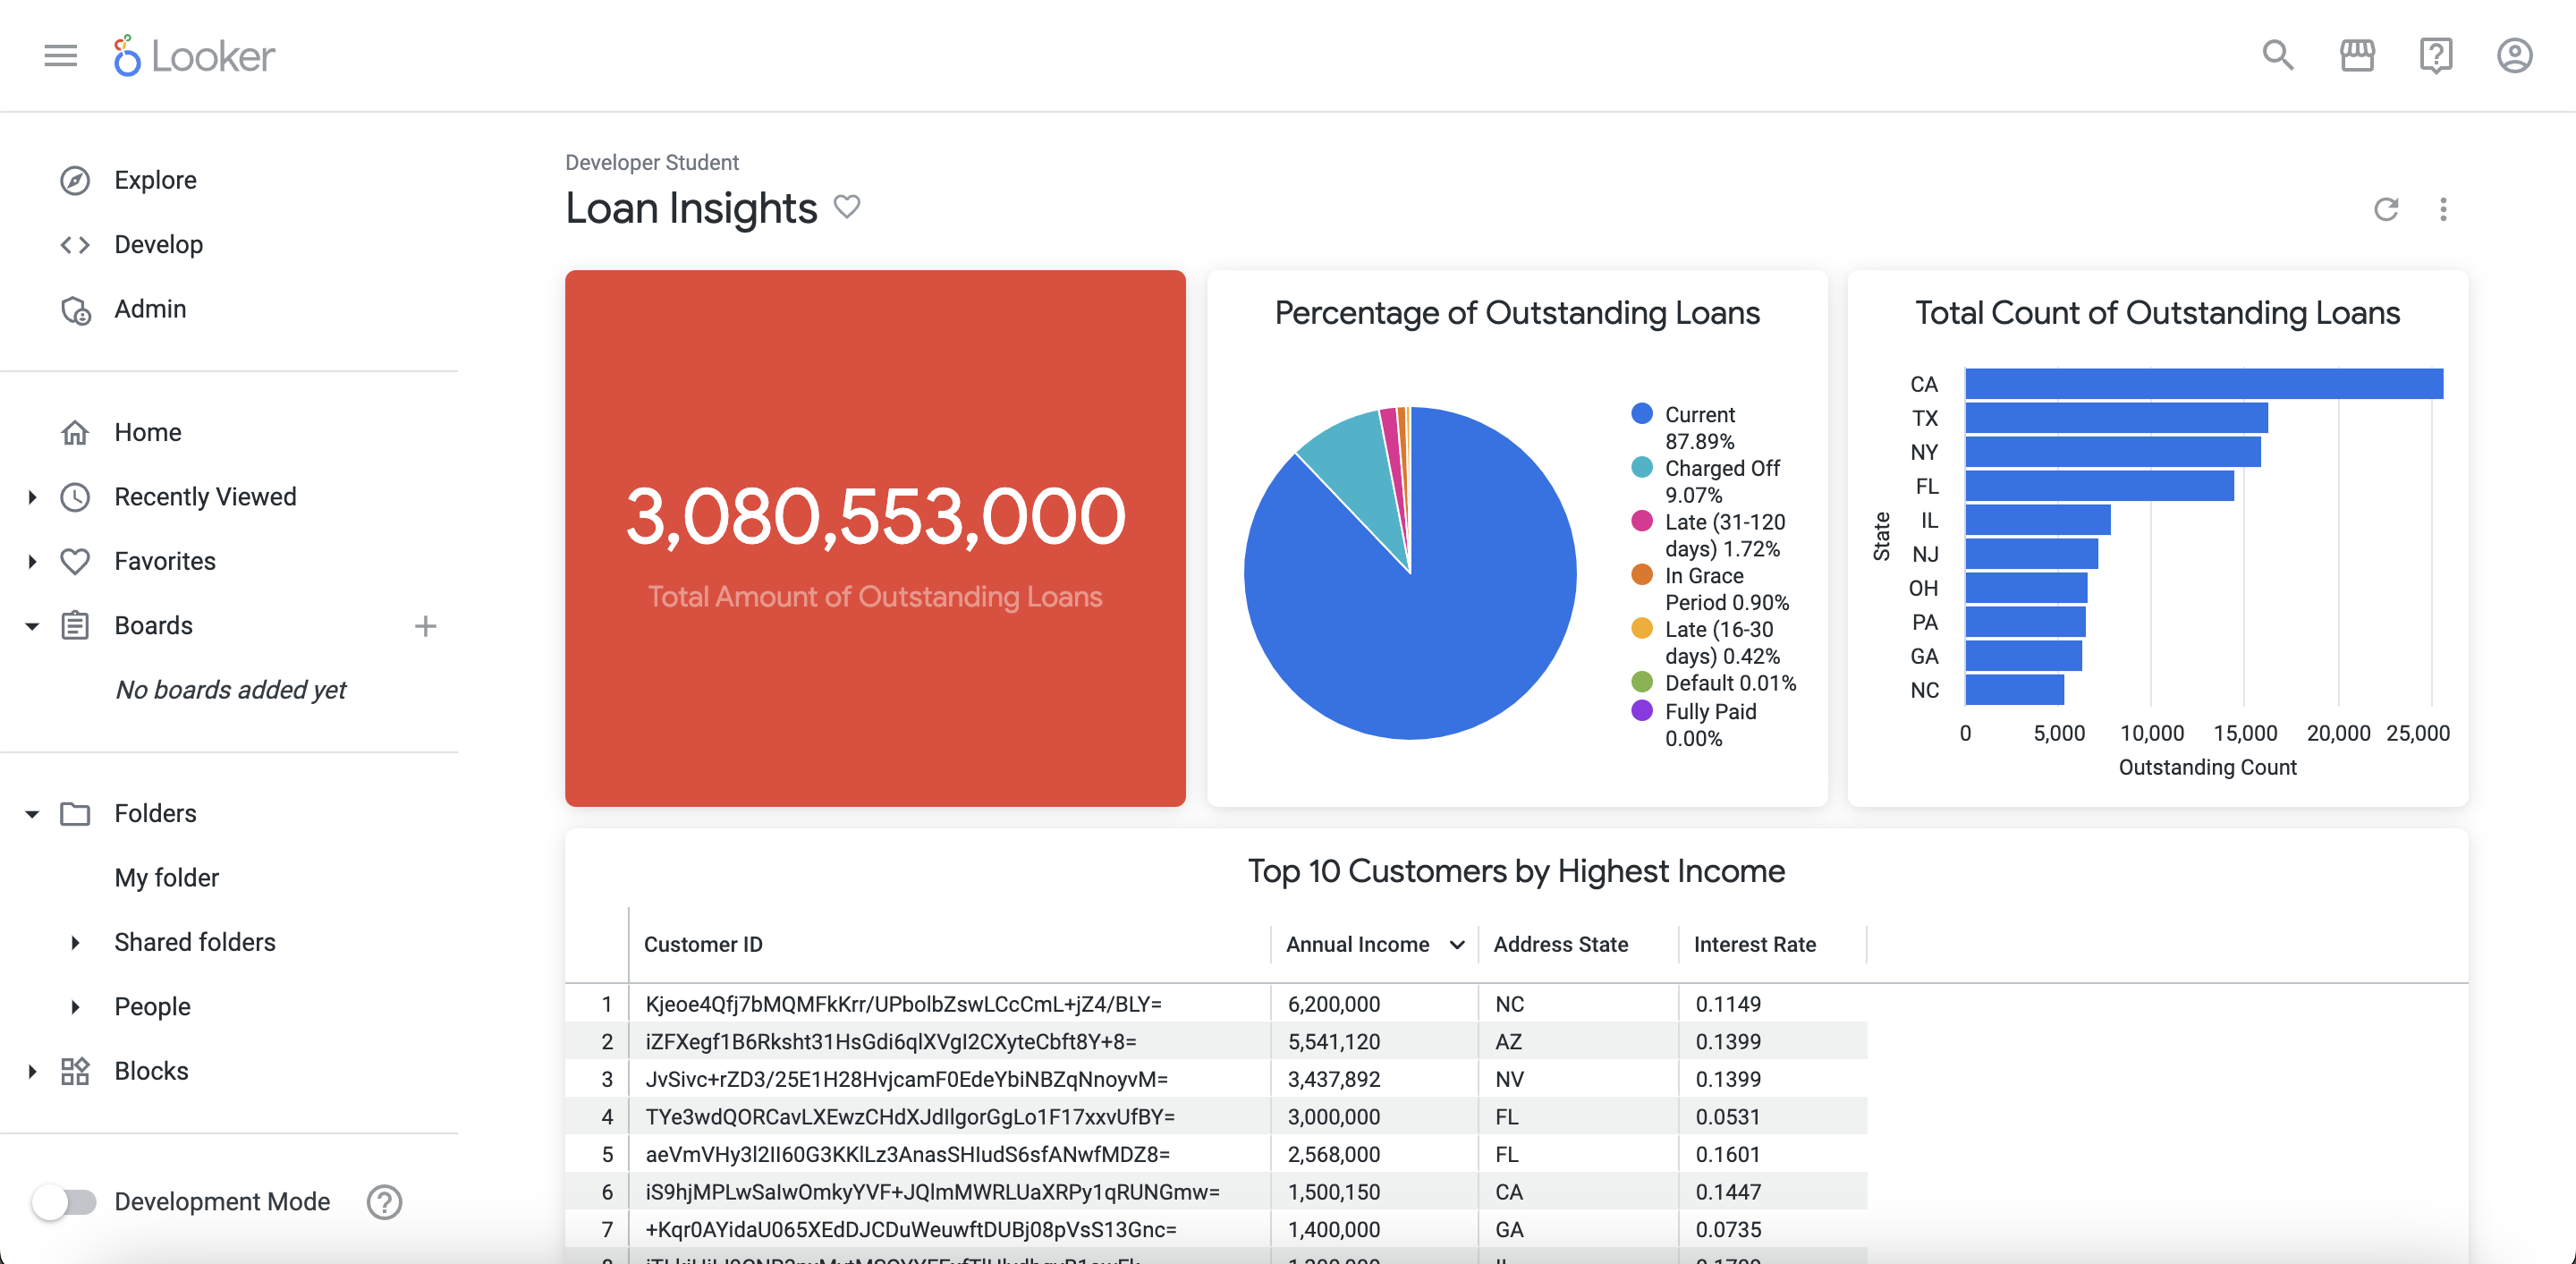 Looker
Explore
Develop
Admin
Home
Recently Viewed
Favorites
Boards
No boards added yet
Folders
My folder
Shared folders
People
Blocks
Development Mode
Developer Student
Loan Insights
3,080,553,000
Total Amount of Outstanding Loans
Percentage of Outstanding Loans
Current
87.89%
Charged Off
9.07%
Late (31-120
days) 1.72%
In Grace
Period 0.90%
Late (16-30
days) 0.42%
Default 0.01%
Fully Paid
0.00%
Total Count of Outstanding Loans
State
CA
TX
NY
FL
IL
NJ
OH
PA
GA
NC
0 5,000 10,000 15,000 20,000 25,000
Outstanding Count
Top 10 Customers by Highest Income
Customer ID Annual Income Address State Interest Rate
1 Kjeoe4Qfj7bMQMFkKrr/UPbolbZswLCcCmL+jZ4/BLY= 6,200,000 NC 0.1149
2 iZFXegf1B6Rksht31HsGdi6qlXVgI2CXyteCbft8Y+8= 5,541,120 AZ 0.1399
3 JvSivc+rZD3/25E1H28HvjcamF0EdeYbiNBZqNnoyvM= 3,437,892 NV 0.1399
4 TYe3wdQORCavLXEwzCHdXJdIlgorGgLo1F17xxvUfBY= 3,000,000 FL 0.0531
5 aeVmVHy3l2II60G3KKlLz3AnasSHIudS6sfANwfMDZ8= 2,568,000 FL 0.1601
6 iS9hjMPLwSaIwOmkyYVF+JQlmMWRLUaXRPy1qRUNGmw= 1,500,150 CA 0.1447
7 +Kqr0AYidaU065XEdDJCDuWeuwftDUBj08pVsS13Gnc= 1,400,000 GA 0.0735